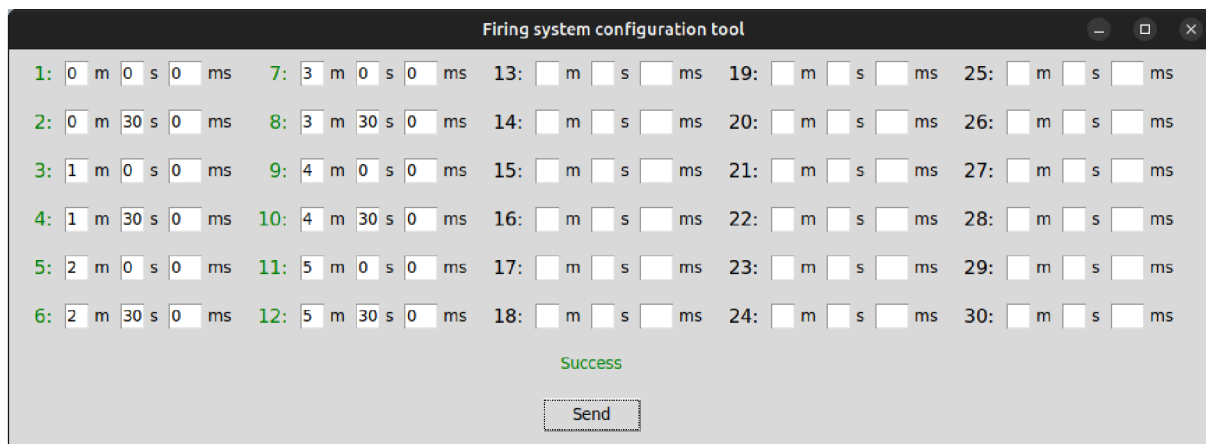 Firing system configuration tool
1: 0 m 0 s 0 ms 7: 3 m 0 s 0 ms 13: m s ms 19: m s ms 25: m s ms
2: 0 m 30 s 0 ms 8: 3 m 30 s 0 ms 14: m s ms 20: m s ms 26: m s ms
3: 1 m 0 s 0 ms 9: 4 m 0 s 0 ms 15: m s ms 21: m s ms 27: m s ms
4: 1 m 30 s 0 ms 10: 4 m 30 s 0 ms 16: m s ms 22: m s ms 28: m s ms
5: 2 m 0 s 0 ms 11: 5 m 0 s 0 ms 17: m s ms 23: m s ms 29: m s ms
6: 2 m 30 s 0 ms 12: 5 m 30 s 0 ms 18: m s ms 24: m s ms 30: m s ms
Success
Send